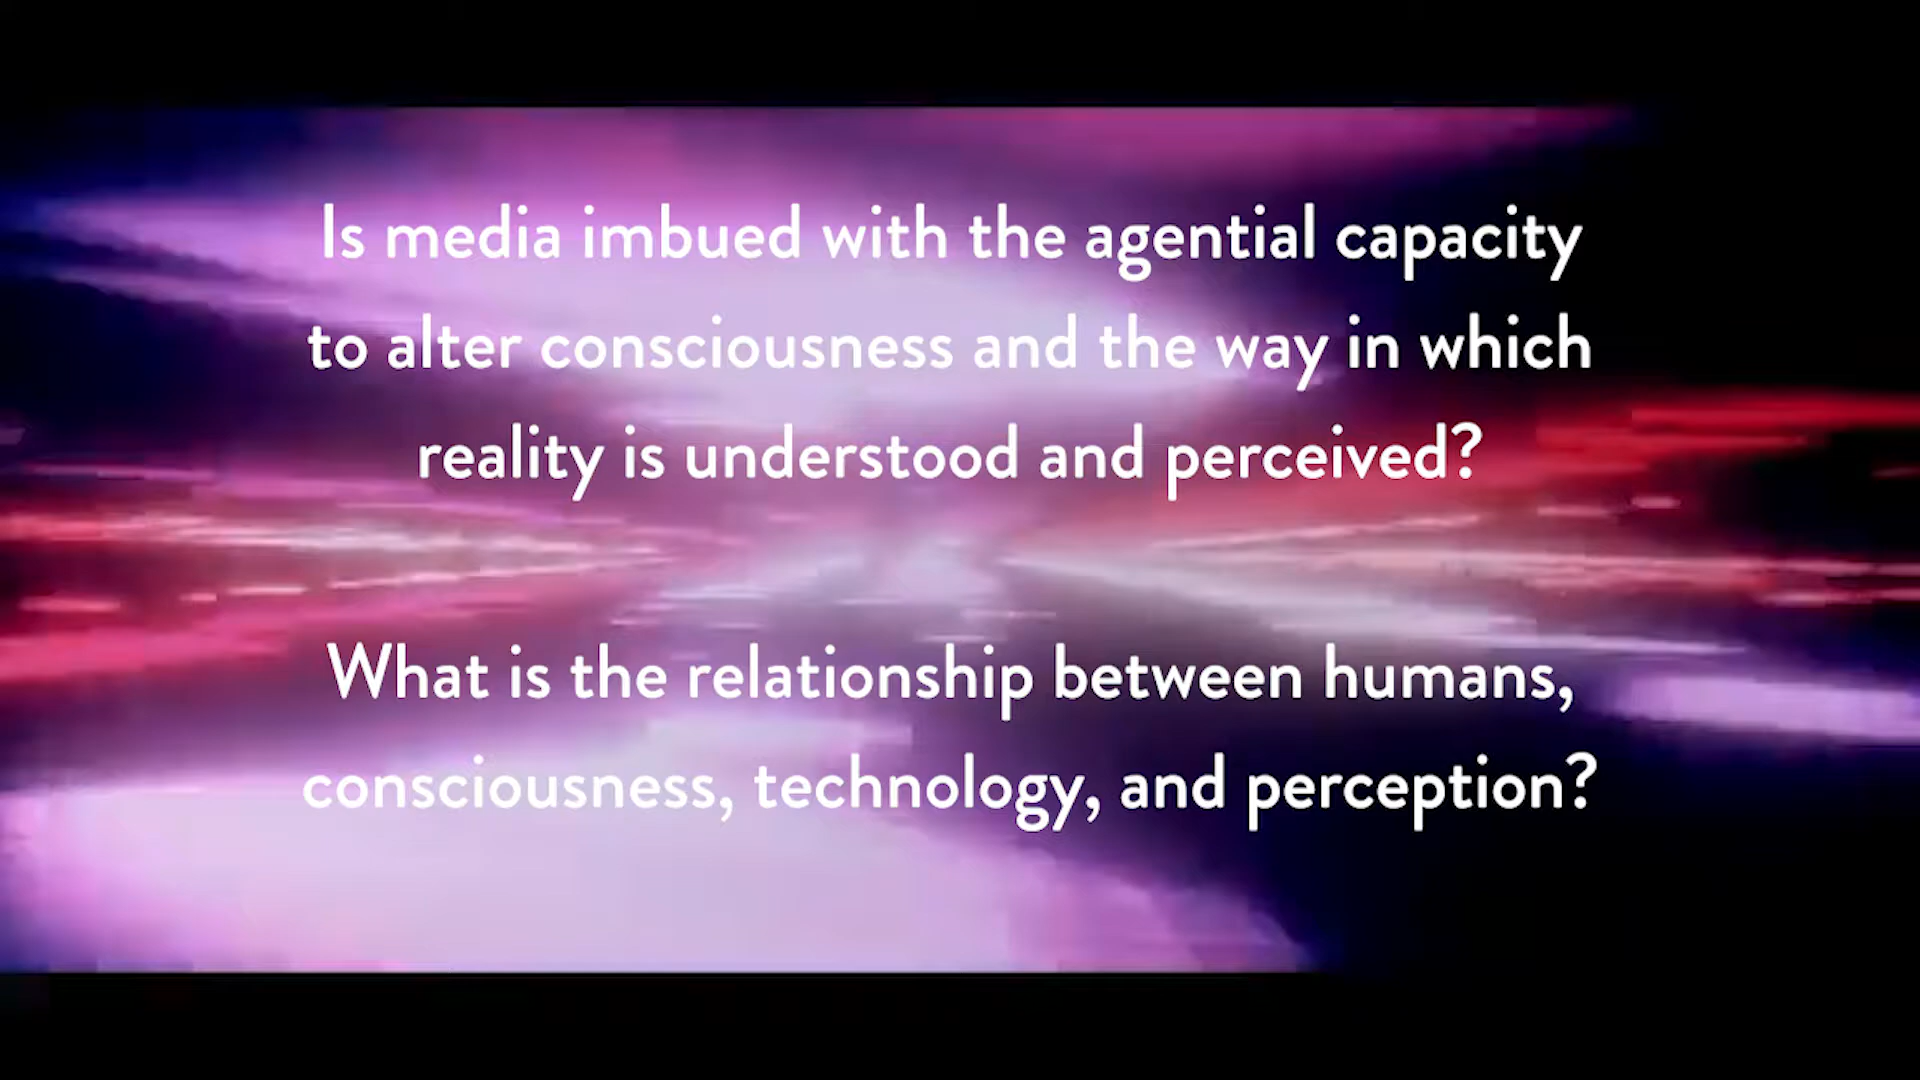 Is media imbued with the agential capacity
to alter consciousness and the way in which
reality is understood and perceived?
What is the relationship between humans,
consciousness, technology, and perception?